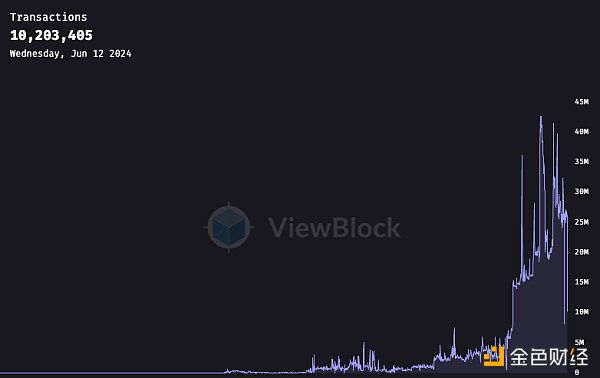 Transactions
10,203,405
Wednesday, Jun 12 2024
45M
40M
35M
30M
25M
ViewBlock
20M
15M
10M
5M
金色财经
0